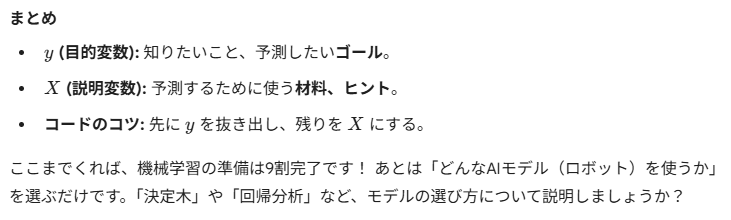 まとめ
• y (目的変数): 知りたいこと、予測したいゴール。
• X (説明変数): 予測するために使う材料、ヒント。
• コードのコツ: 先に y を抜き出し、残りを X にする。
ここまでくれば、機械学習の準備は9割完了です！ あとは「どんなAIモデル（ロボット）を使うか」
を選ぶだけです。「決定木」や「回帰分析」など、モデルの選び方について説明しましょうか？